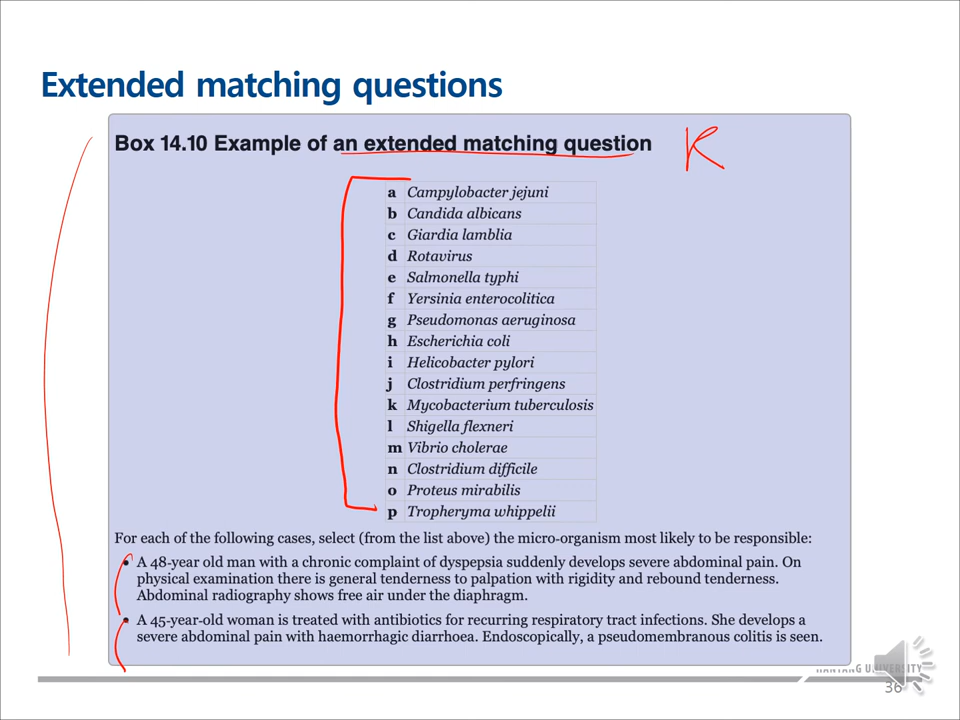 Extended matching questions
Box 14.10 Example of an extended matching question
R
a Campylobacter jejuni
b Candida albicans
c Giardia lamblia
d Rotavirus
e Salmonella typhi
f Yersinia enterocolitica
g Pseudomonas aeruginosa
h Escherichia coli
i Helicobacter pylori
j Clostridium perfringens
k Mycobacterium tuberculosis
l Shigella flexneri
m Vibrio cholerae
n Clostridium difficile
o Proteus mirabilis
p Tropheryma whippelii
For each of the following cases, select (from the list above) the micro-organism most likely to be responsible:
• A 48-year old man with a chronic complaint of dyspepsia suddenly develops severe abdominal pain. On
physical examination there is general tenderness to palpation with rigidity and rebound tenderness.
Abdominal radiography shows free air under the diaphragm.
• A 45-year-old woman is treated with antibiotics for recurring respiratory tract infections. She develops a
severe abdominal pain with haemorrhagic diarrhoea. Endoscopically, a pseudomembranous colitis is seen.
HANYANG UNIVERSITY
36